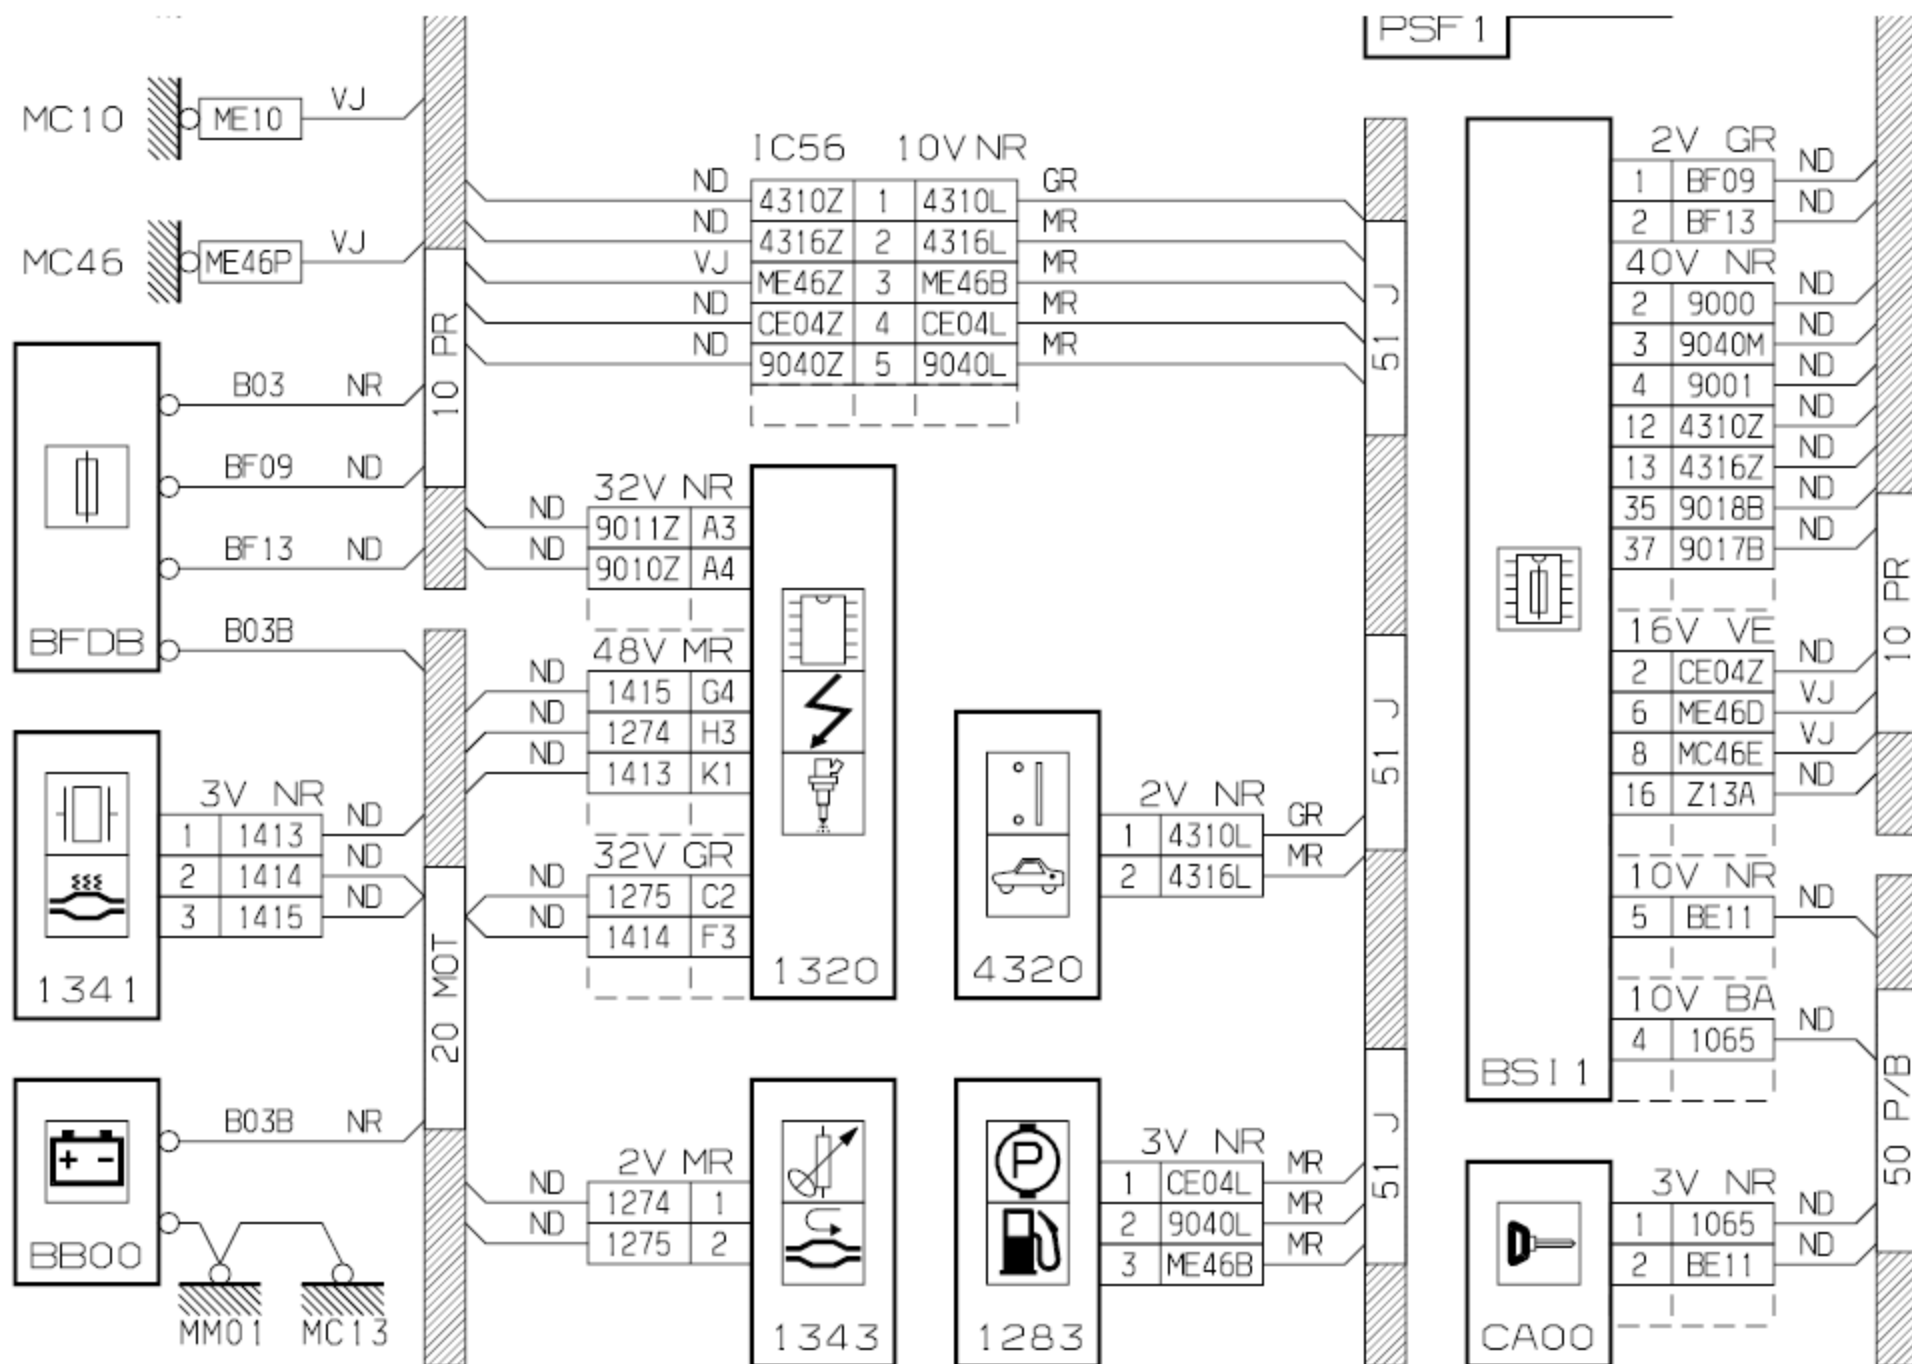 PSF1
MC10
ME10
VJ
MC46
ME46P
VJ
10 PR
B03 NR
BF09 ND
BF13 ND
B03B
BFDB
3V NR
1 1413 ND
2 1414 ND
3 1415 ND
1341
20 MOT
B03B NR
BB00
MM01 MC13
IC56 10V NR
ND 4310Z 1 4310L GR
ND 4316Z 2 4316L MR
VJ ME46Z 3 ME46B MR
ND CE04Z 4 CE04L MR
ND 9040Z 5 9040L MR
32V NR
ND 9011Z A3
ND 9010Z A4
48V MR
ND 1415 G4
ND 1274 H3
ND 1413 K1
32V GR
ND 1275 C2
ND 1414 F3
1320
2V MR
ND 1274 1
ND 1275 2
1343
2V NR
1 4310L GR
2 4316L MR
4320
P
3V NR
1 CE04L MR
2 9040L MR
3 ME46B MR
1283
51 J
51 J
51 J
2V GR
1 BF09 ND
2 BF13 ND
40V NR
2 9000 ND
3 9040M ND
4 9001 ND
12 4310Z ND
13 4316Z ND
35 9018B ND
37 9017B ND
16V VE
2 CE04Z ND
6 ME46D VJ
8 MC46E VJ
16 Z13A ND
10V NR
5 BE11 ND
10V BA
4 1065 ND
BSI1
10 PR
3V NR
1 1065 ND
2 BE11 ND
CA00
50 P/B